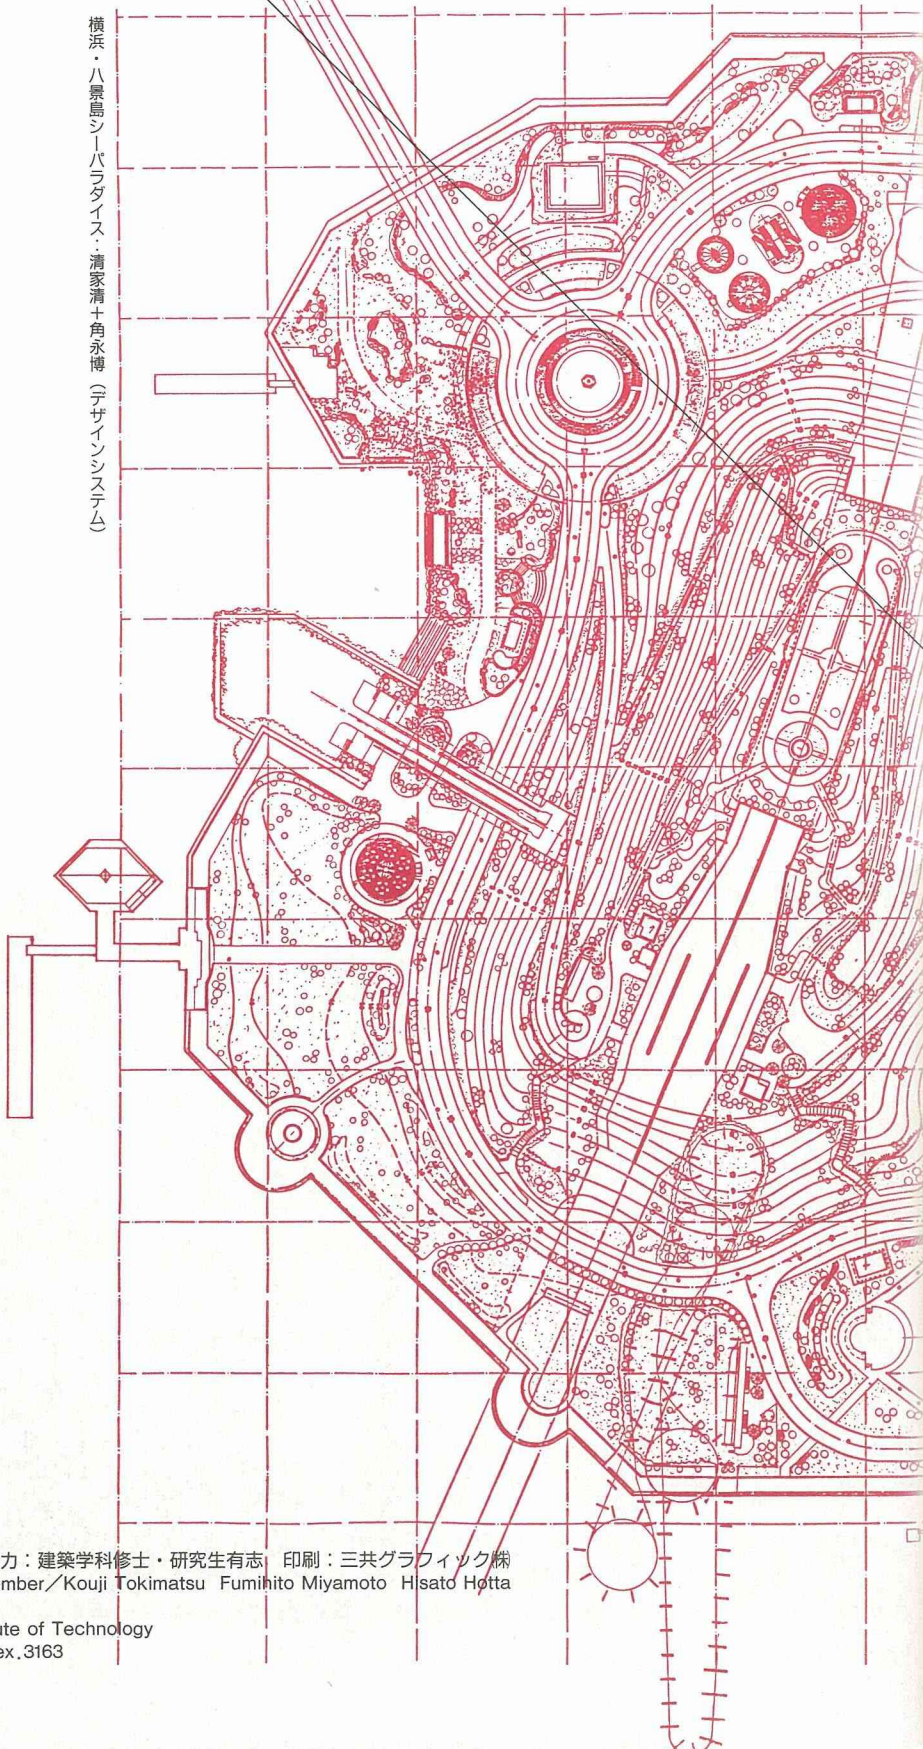 横浜・八景島シーパラダイス：清家清＋角永博（デザインシステム）
力：建築学科修士・研究生有志　印刷：三共グラフィック㈱
mber／Kouji Tokimatsu　Fumihito Miyamoto　Hisato Hotta
ute of Technology
ex.3163